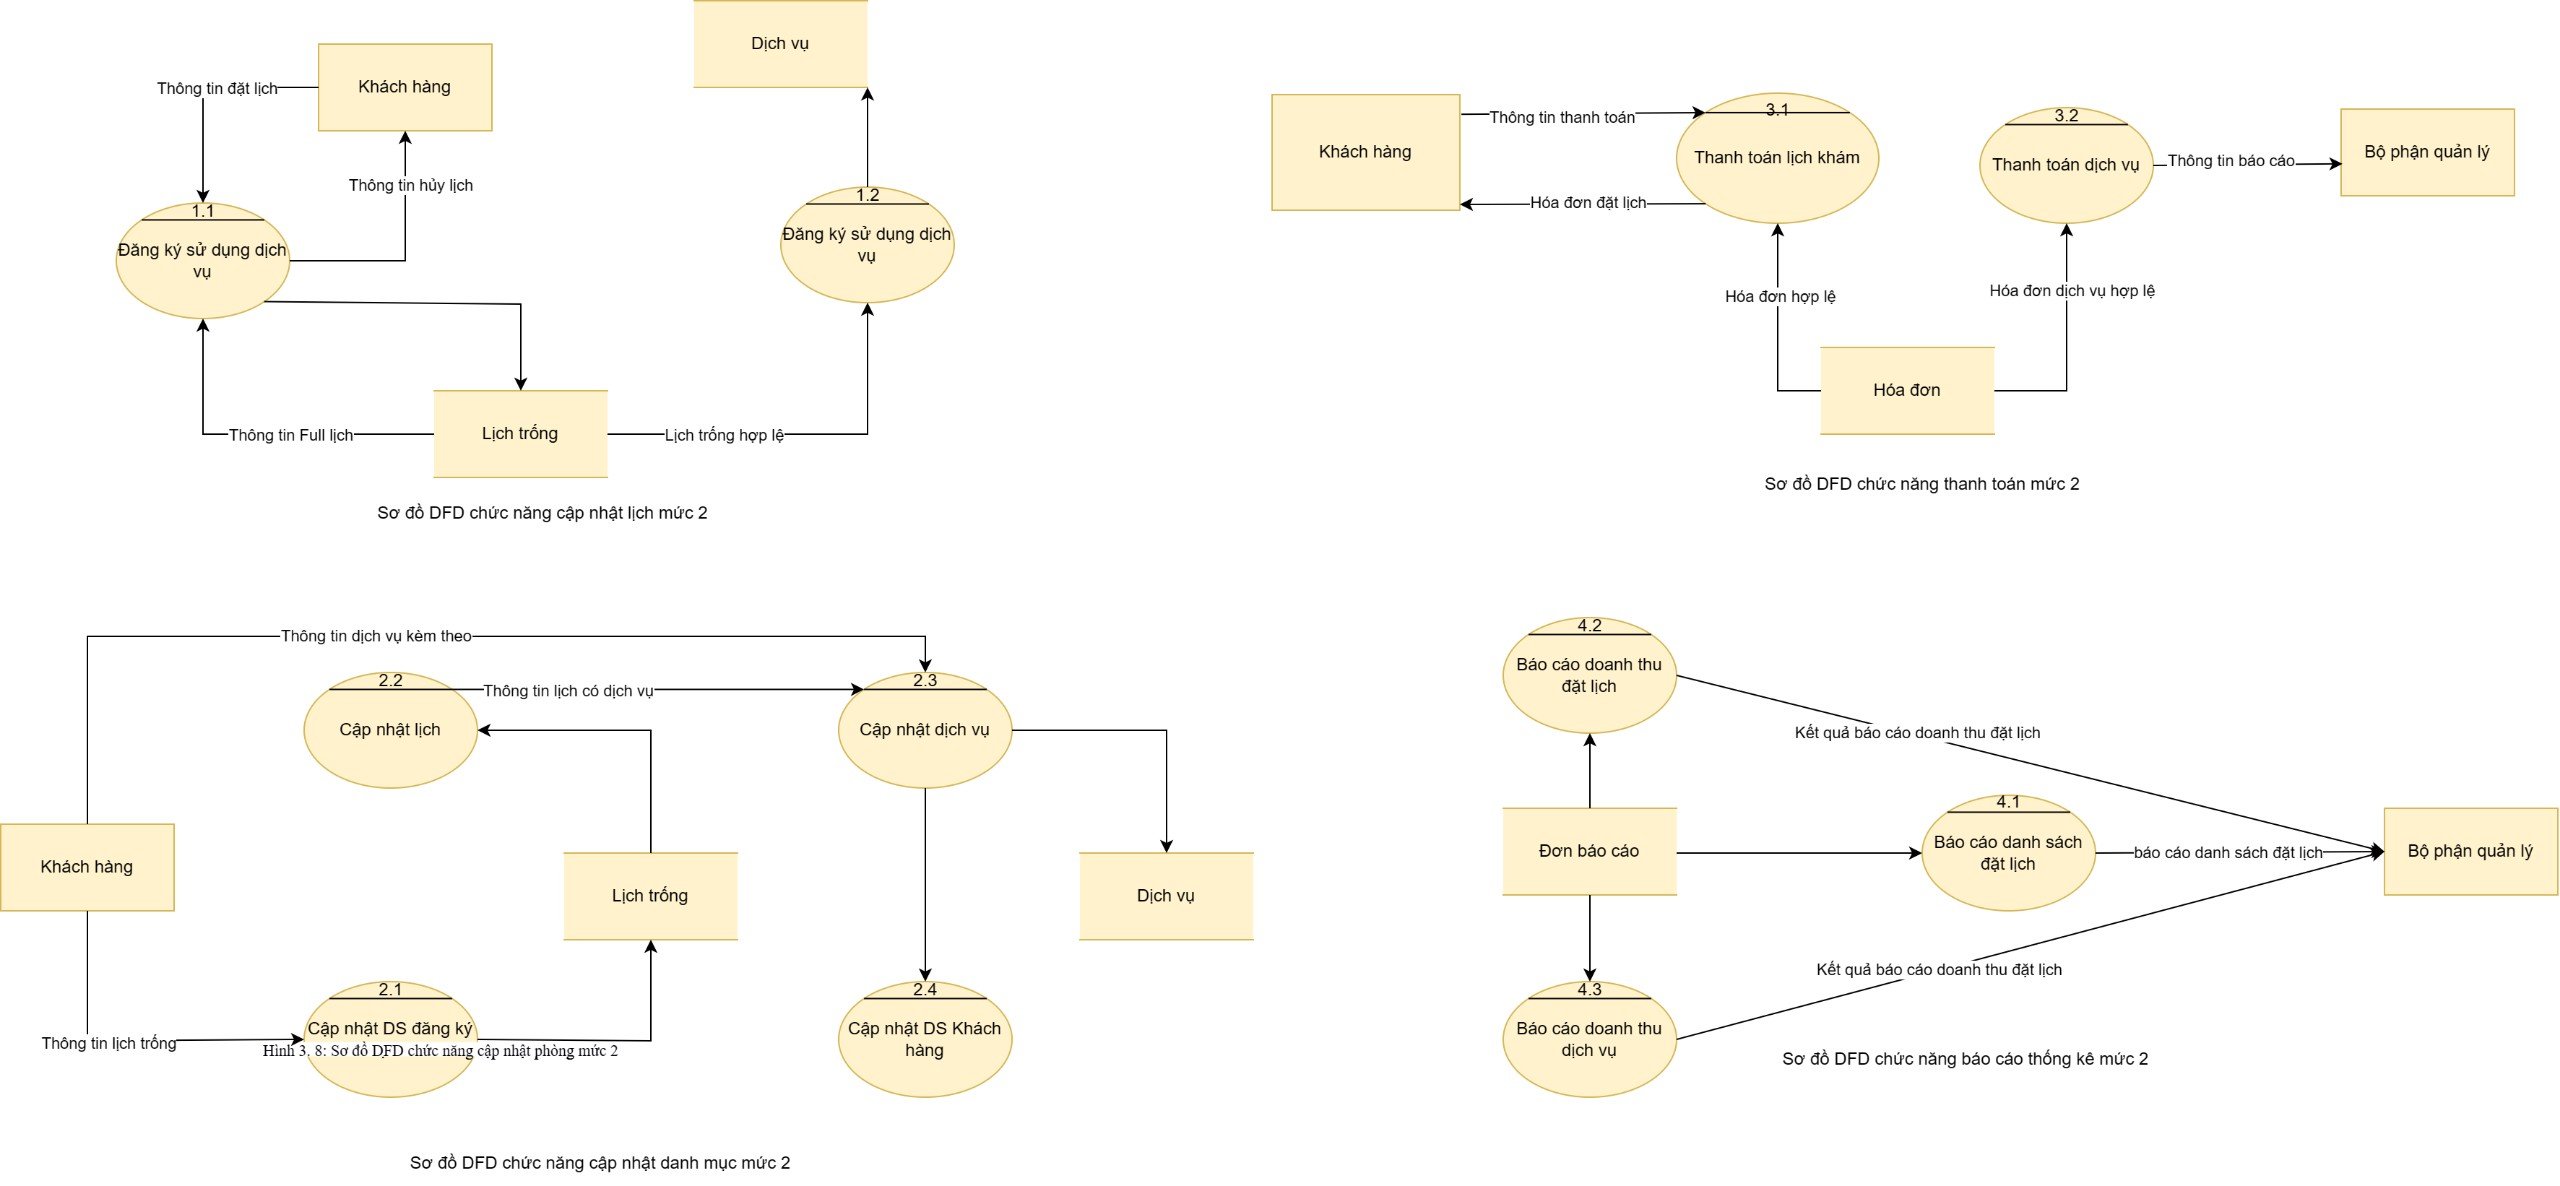 Dịch vụ
Khách hàng
Thông tin đặt lịch
Thông tin hủy lịch
1.1
Đăng ký sử dụng dịch
vụ
1.2
Đăng ký sử dụng dịch
vụ
Thông tin Full lịch
Lịch trống
Lịch trống hợp lệ
Sơ đồ DFD chức năng cập nhật lịch mức 2
Khách hàng
Thông tin thanh toán
Hóa đơn đặt lịch
3.1
Thanh toán lịch khám
3.2
Thanh toán dịch vụ
Thông tin báo cáo
Bộ phận quản lý
Hóa đơn hợp lệ
Hóa đơn dịch vụ hợp lệ
Hóa đơn
Sơ đồ DFD chức năng thanh toán mức 2
Thông tin dịch vụ kèm theo
2.2
Cập nhật lịch
Thông tin lịch có dịch vụ
2.3
Cập nhật dịch vụ
Khách hàng
Lịch trống
Dịch vụ
Thông tin lịch trống
2.1
Cập nhật DS đăng ký
Hình 3. 8: Sơ đồ DFD chức năng cập nhật phòng mức 2
2.4
Cập nhật DS Khách
hàng
Sơ đồ DFD chức năng cập nhật danh mục mức 2
4.2
Báo cáo doanh thu
đặt lịch
Kết quả báo cáo doanh thu đặt lịch
Đơn báo cáo
4.1
Báo cáo danh sách
đặt lịch
báo cáo danh sách đặt lịch
Bộ phận quản lý
Kết quả báo cáo doanh thu đặt lịch
4.3
Báo cáo doanh thu
dịch vụ
Sơ đồ DFD chức năng báo cáo thống kê mức 2